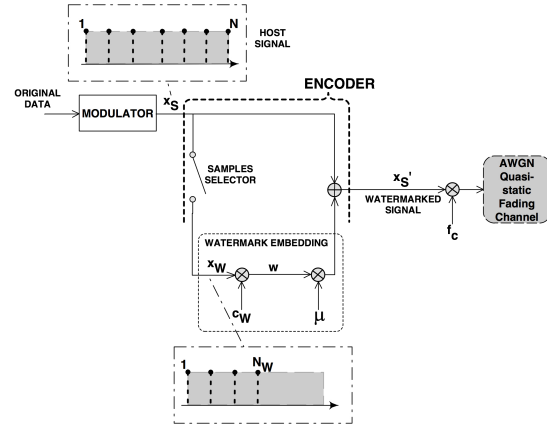 1
N
HOST
SIGNAL
ORIGINAL
DATA
MODULATOR
xS
ENCODER
SAMPLES
SELECTOR
xS'
WATERMARKED
SIGNAL
fc
AWGN
Quasi-
static
Fading
Channel
WATERMARK EMBEDDING
xW
w
cW
μ
1
NW